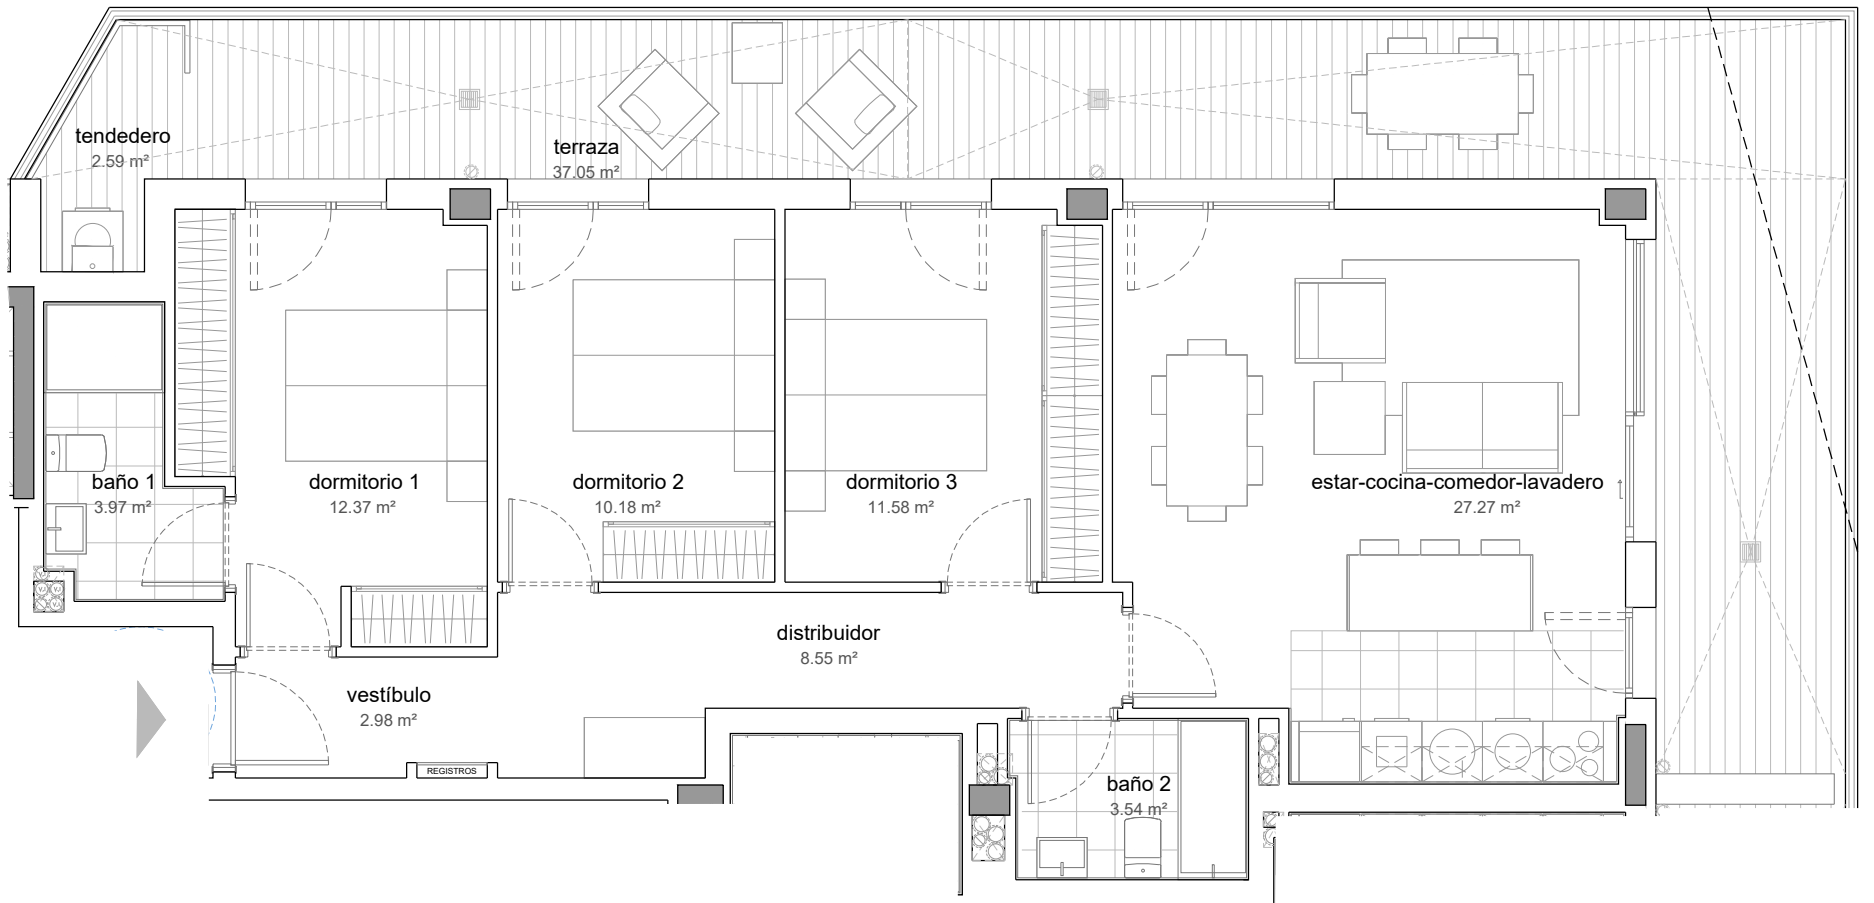 tendedero
2.59 m²
terraza
37.05 m²
baño 1
3.97 m²
dormitorio 1
12.37 m²
dormitorio 2
10.18 m²
dormitorio 3
11.58 m²
estar-cocina-comedor-lavadero
27.27 m²
distribuidor
8.55 m²
vestíbulo
2.98 m²
REGISTROS
baño 2
3.54 m²